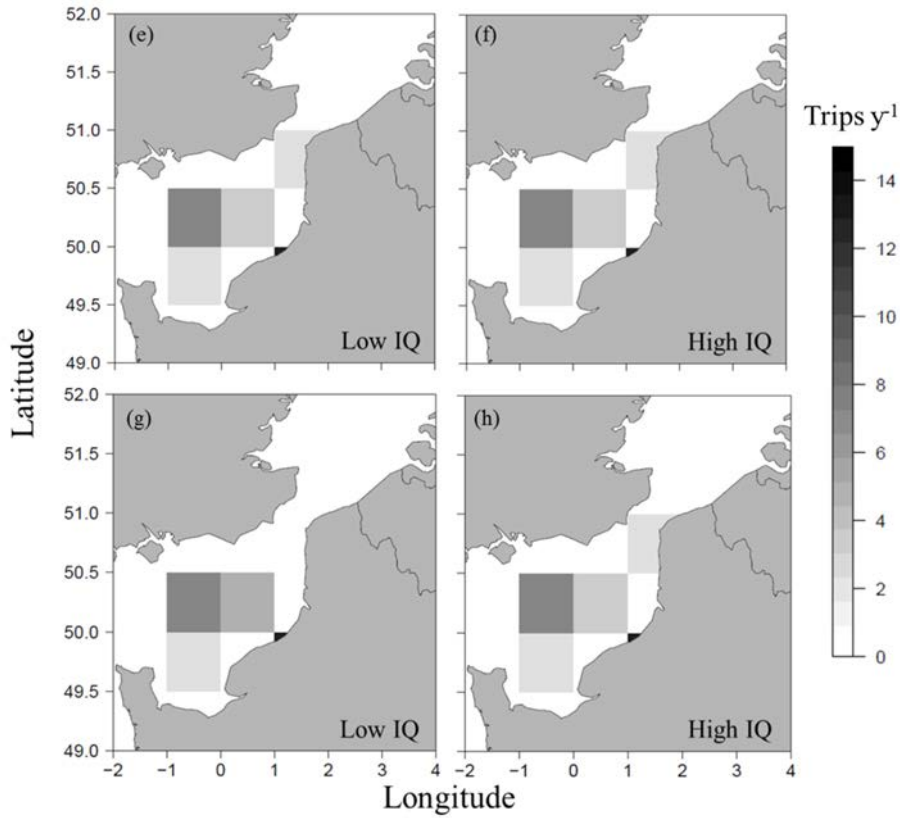 (e)
(f)
52.0
51.5
51.0
50.5
50.0
49.5
49.0
Low IQ
High IQ
Trips y-1
14
12
10
8
6
4
2
0
Latitude
(g)
(h)
52.0
51.5
51.0
50.5
50.0
49.5
49.0
Low IQ
High IQ
−2 −1 0 1 2 3 4
−2 −1 0 1 2 3 4
Longitude